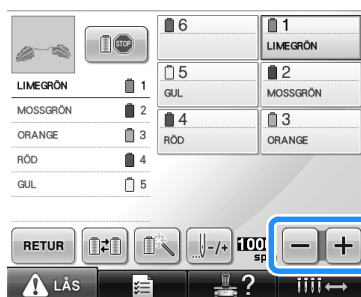 STOP
LIMEGRÖN 1
MOSSGRÖN 2
ORANGE 3
RÖD 4
GUL 5
6
1
LIMEGRÖN
5
GUL
2
MOSSGRÖN
4
RÖD
3
ORANGE
RETUR
-/+
- +
LÅS
?